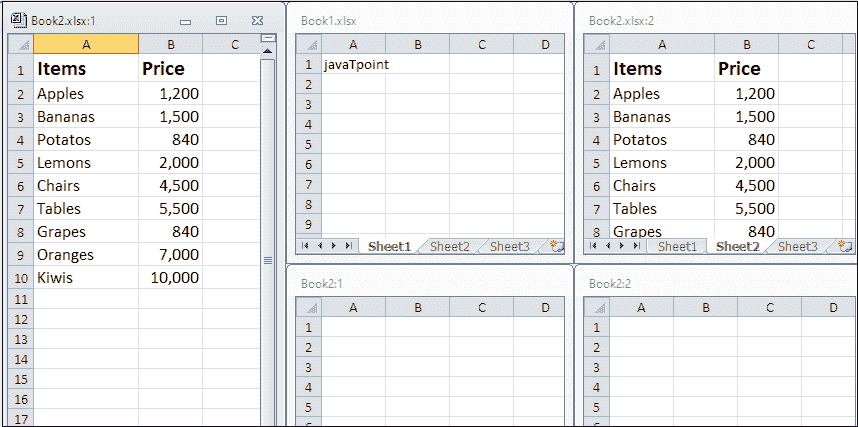 Book2.xlsx:1
A B C
1 Items Price
2 Apples 1,200
3 Bananas 1,500
4 Potatos 840
5 Lemons 2,000
6 Chairs 4,500
7 Tables 5,500
8 Grapes 840
9 Oranges 7,000
10 Kiwis 10,000
11
12
13
14
15
16
17
Book1.xlsx
A B C D
1 javaTpoint
2
3
4
5
6
7
8
9
Sheet1 Sheet2 Sheet3
Book2.xlsx:2
A B C
1 Items Price
2 Apples 1,200
3 Bananas 1,500
4 Potatos 840
5 Lemons 2,000
6 Chairs 4,500
7 Tables 5,500
8 Grapes 840
Sheet1 Sheet2 Sheet3
Book2:1
A B C D
1
2
3
4
5
Book2:2
A B C D
1
2
3
4
5